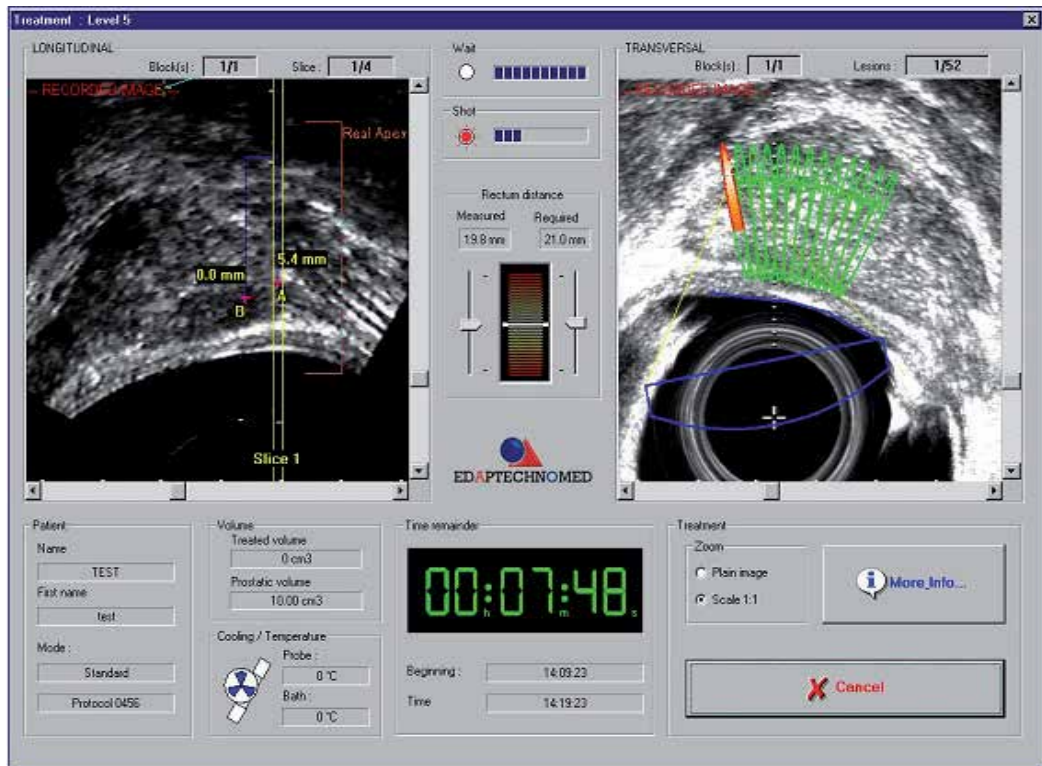 Treatment : Level 5
LONGITUDINAL
Block(s) : 1/1 Slice : 1/4
-- RECORDED IMAGE --
Real Apex
5.4 mm
0.0 mm
A
B
Slice 1
Wait
Shot
Rectum distance
Measured Required
19.8 mm 21.0 mm
EDAPTECHNOMED
TRANSVERSAL
Block(s) : 1/1 Lesions : 1/52
-- RECORDED IMAGE --
Patient
Name
TEST
First name
test
Mode :
Standard
Protocol 0456
Volume
Treated volume
0 cm3
Prostatic volume
10.00 cm3
Cooling / Temperature
Probe :
0 °C
Bath :
0 °C
Time remainder
00:07:48
h m s
Beginning : 14:09:23
Time 14:19:23
Treatment
Zoom
Plain image
Scale 1:1
More_Info...
Cancel